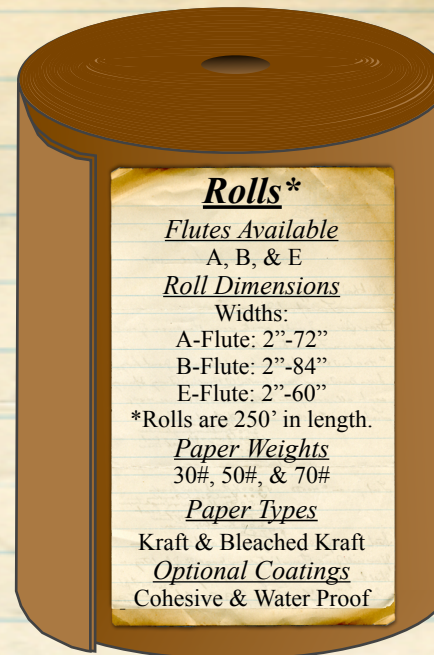 Rolls*
Flutes Available
A, B, & E
Roll Dimensions
Widths:
A-Flute: 2”-72”
B-Flute: 2”-84”
E-Flute: 2”-60”
*Rolls are 250’ in length.
Paper Weights
30#, 50#, & 70#
Paper Types
Kraft & Bleached Kraft
Optional Coatings
Cohesive & Water Proof